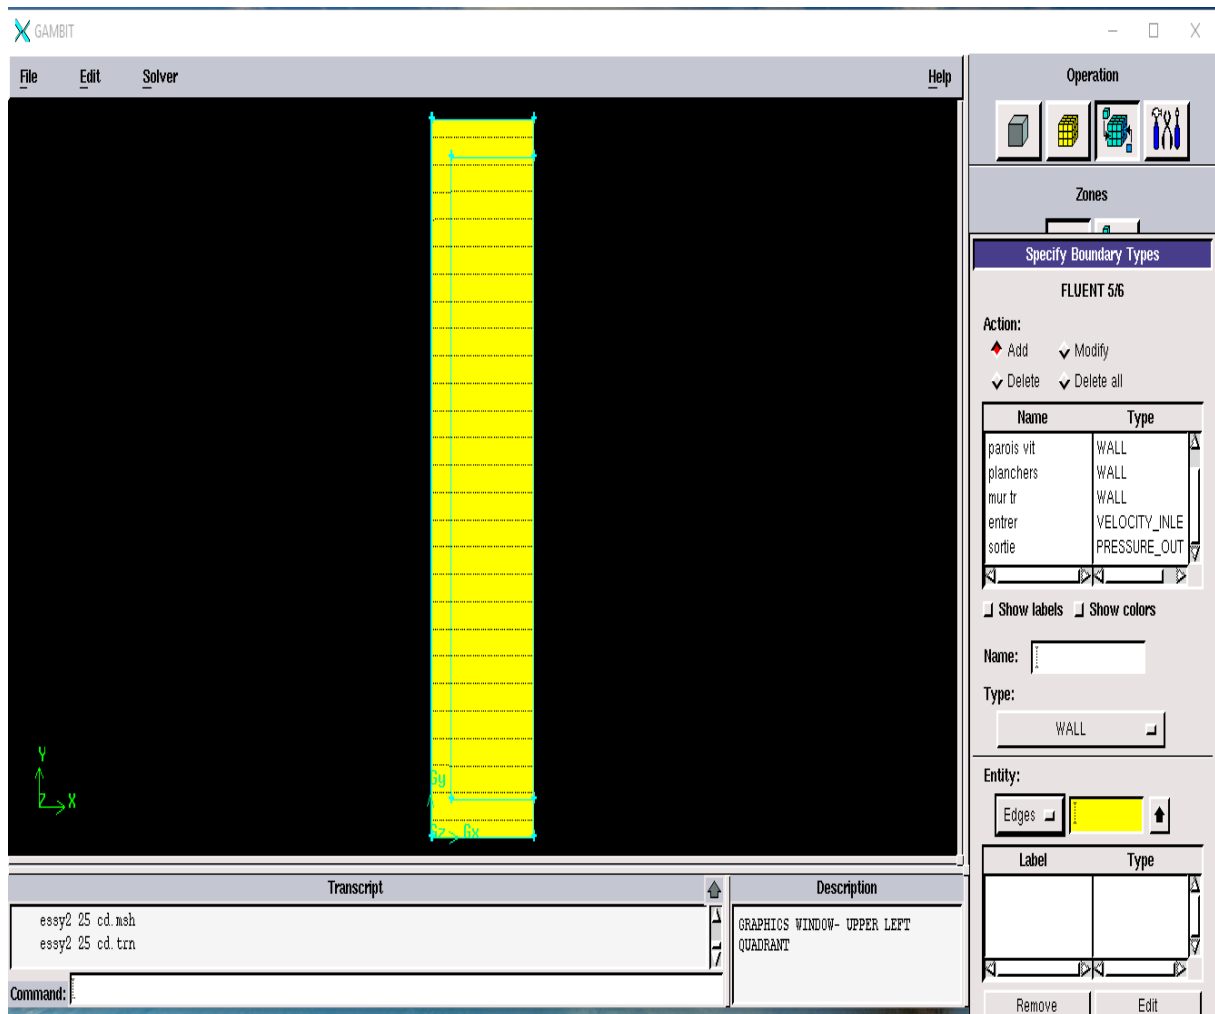 GAMBIT
File Edit Solver Help
Operation
Zones
Specify Boundary Types
FLUENT 5/6
Action:
Add Modify
Delete Delete all
Name Type
parois vit WALL
planchers WALL
mur tr WALL
entrer VELOCITY_INLE
sortie PRESSURE_OUT
Show labels Show colors
Name:
Type:
WALL
Entity:
Edges
Label Type
Remove Edit
Y
Z X
Gy
Gz Gx
Transcript
essy2 25 cd.msh
essy2 25 cd.trn
Command:
Description
GRAPHICS WINDOW- UPPER LEFT
QUADRANT